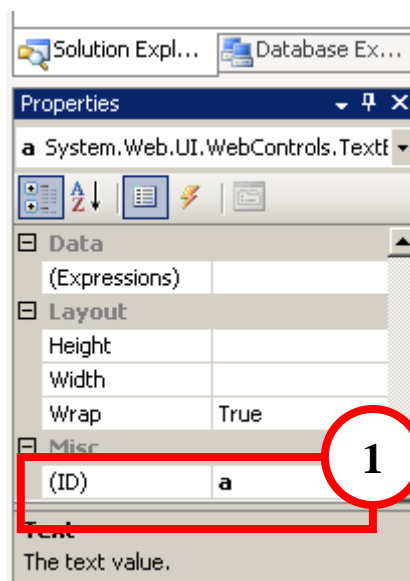 Solution Expl... Database Ex...
Properties
a System.Web.UI.WebControls.Text
A
Z
Data
(Expressions)
Layout
Height
Width
Wrap True
Misc
1
(ID) a
Text
The text value.